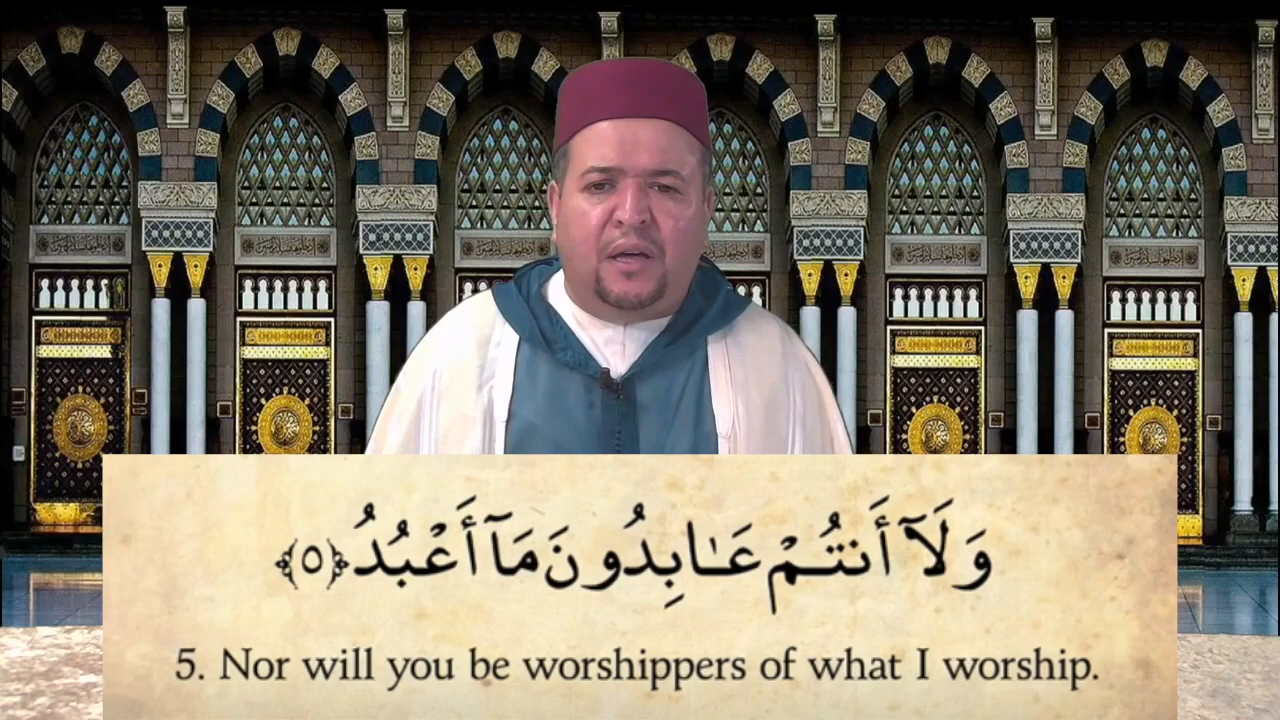 وَلَآ أَنتُمْ عَـٰبِدُونَ مَآ أَعْبُدُ ﴿٥﴾
5. Nor will you be worshippers of what I worship.